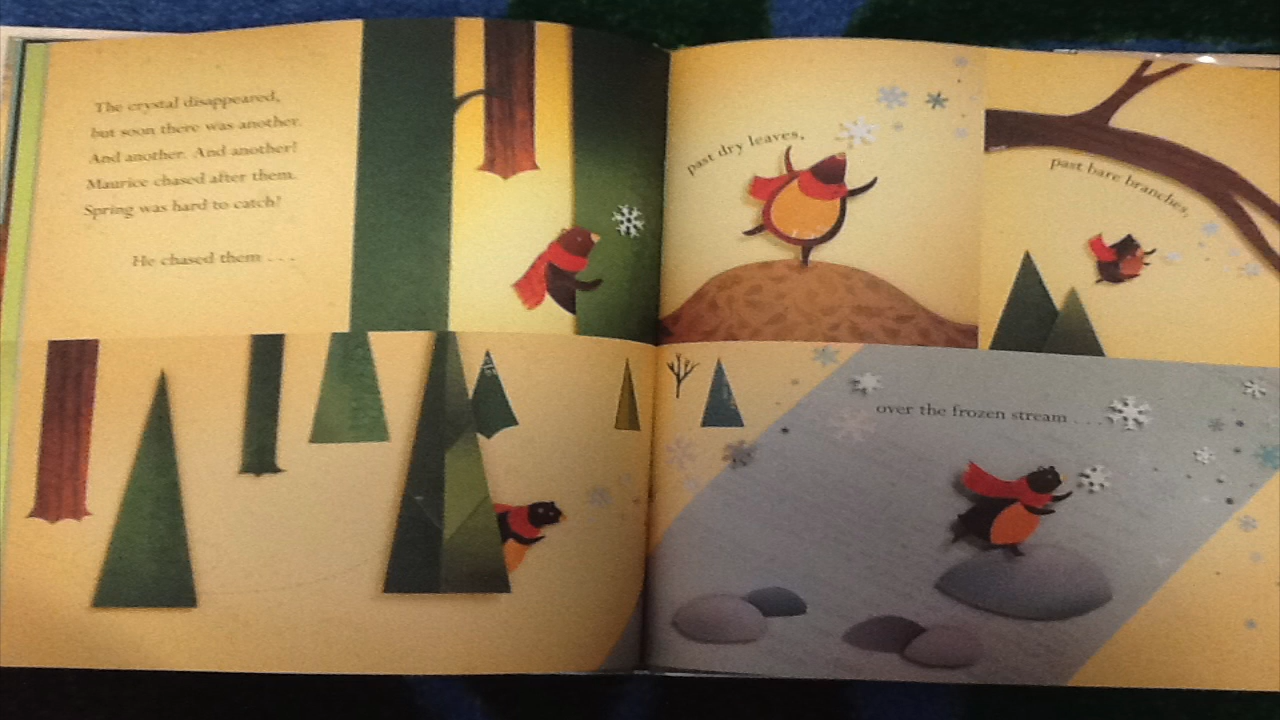 The crystal disappeared,
but soon there was another.
And another. And another!
Maurice chased after them.
Spring was hard to catch!
He chased them . . .
past dry leaves,
past bare branches,
over the frozen stream . . .